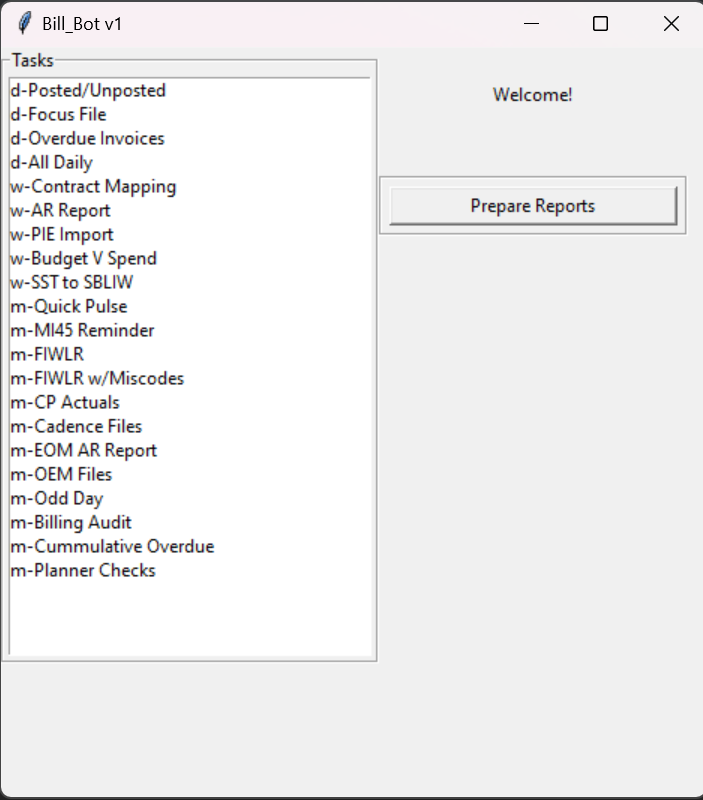 Bill_Bot v1
Tasks
d-Posted/Unposted
d-Focus File
d-Overdue Invoices
d-All Daily
w-Contract Mapping
w-AR Report
w-PIE Import
w-Budget V Spend
w-SST to SBLIW
m-Quick Pulse
m-MI45 Reminder
m-FIWLR
m-FIWLR w/Miscodes
m-CP Actuals
m-Cadence Files
m-EOM AR Report
m-OEM Files
m-Odd Day
m-Billing Audit
m-Cummulative Overdue
m-Planner Checks
Welcome!
Prepare Reports